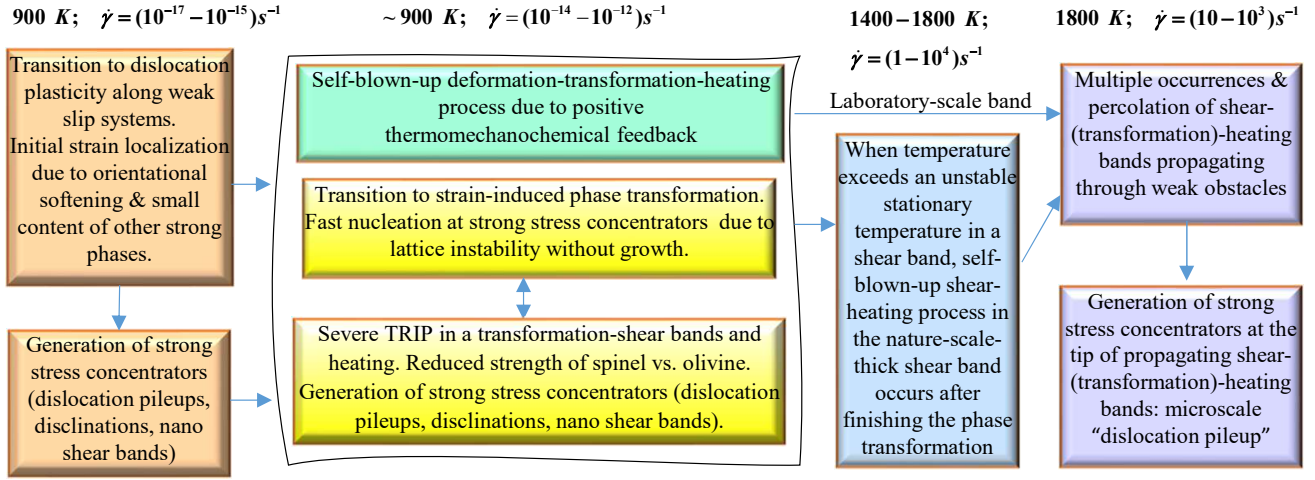 900 K; γ̇ = (10⁻¹⁷ – 10⁻¹⁵)s⁻¹
Transition to dislocation
plasticity along weak
slip systems.
Initial strain localization
due to orientational
softening & small
content of other strong
phases.
Generation of strong
stress concentrators
(dislocation pileups,
disclinations, nano
shear bands)
~ 900 K; γ̇ = (10⁻¹⁴ – 10⁻¹²)s⁻¹
Self-blown-up deformation-transformation-heating
process due to positive
thermomechanochemical feedback
Transition to strain-induced phase transformation.
Fast nucleation at strong stress concentrators due to
lattice instability without growth.
Severe TRIP in a transformation-shear bands and
heating. Reduced strength of spinel vs. olivine.
Generation of strong stress concentrators (dislocation
pileups, disclinations, nano shear bands).
1400 – 1800 K;
γ̇ = (1 – 10⁴)s⁻¹
Laboratory-scale band
When temperature
exceeds an unstable
stationary
temperature in a
shear band, self-
blown-up shear-
heating process in
the nature-scale-
thick shear band
occurs after
finishing the phase
transformation
1800 K; γ̇ = (10 – 10³)s⁻¹
Multiple occurrences &
percolation of shear-
(transformation)-heating
bands propagating
through weak obstacles
Generation of strong
stress concentrators at the
tip of propagating shear-
(transformation)-heating
bands: microscale
“dislocation pileup”